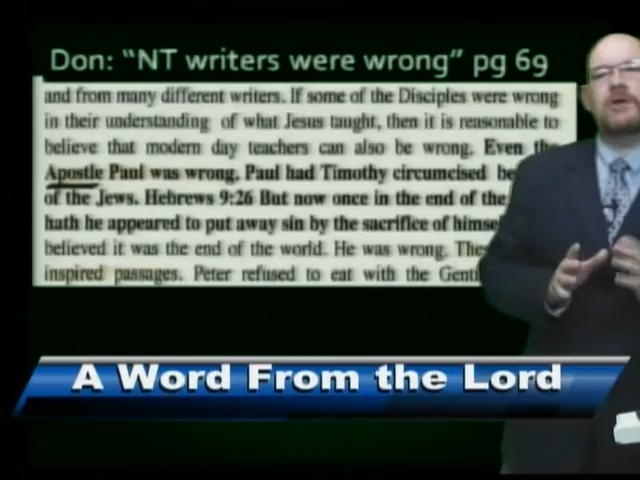 Don: “NT writers were wrong” pg 69
and from many different writers. If some of the Disciples were wrong
in their understanding of what Jesus taught, then it is reasonable to
believe that modern day teachers can also be wrong. Even the
Apostle Paul was wrong. Paul had Timothy circumcised be
of the Jews. Hebrews 9:26 But now once in the end of the
hath he appeared to put away sin by the sacrifice of himse
believed it was the end of the world. He was wrong. Thes
inspired passages. Peter refused to eat with the Genti
A Word From the Lord